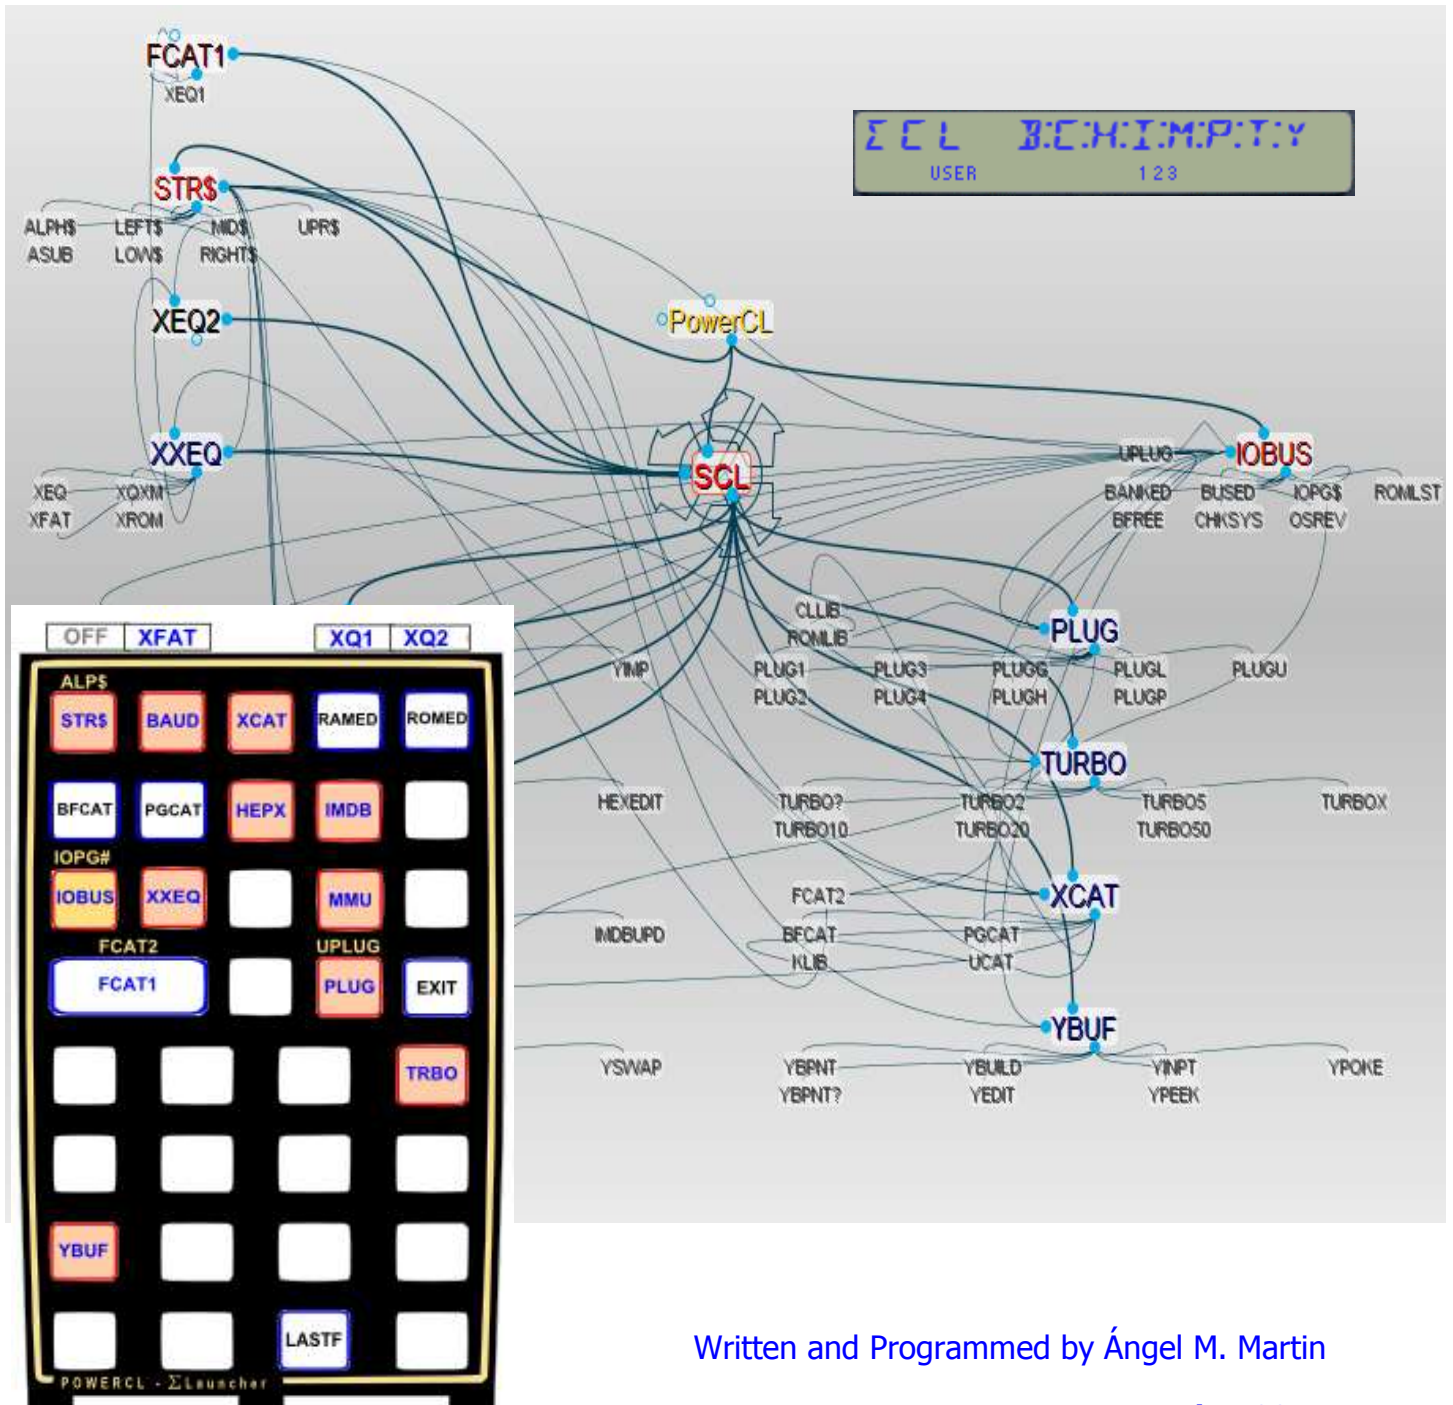 FCAT1
XEQ1
ΣCL B:C:H:I:M:P:T:Y
USER 123
STR$
ALPH$ LEFT$ MID$ UPR$
ASUB LOW$ RIGHT$
XEQ2
PowerCL
XXEQ
SCL
UPLUG IOBUS
XEQ XQXM
XFAT XROM
BANKED BUSED IOPG$ ROMLST
BFREE CHKSYS OSREV
CLLIB
ROMLIB
PLUG
YIMP PLUG1 PLUG3 PLUGG PLUGL PLUGU
PLUG2 PLUG4 PLUGH PLUGP
TURBO
HEXEDIT TURBO? TURBO2 TURBO5 TURBOX
TURBO10 TURBO20 TURBO50
XCAT
FCAT2
IMDBUPD BFCAT PGCAT
KLIB UCAT
YBUF
YSWAP YBPNT YBUILD YINPT YPOKE
YBPNT? YEDIT YPEEK
OFF XFAT XQ1 XQ2
ALP$
STR$ BAUD XCAT RAMED ROMED
BFCAT PGCAT HEPX IMDB
IOPG#
IOBUS XXEQ MMU
FCAT2 UPLUG
FCAT1 PLUG EXIT
TRBO
YBUF
LASTF
POWERCL - ΣLauncher
Written and Programmed by Ángel M. Martin